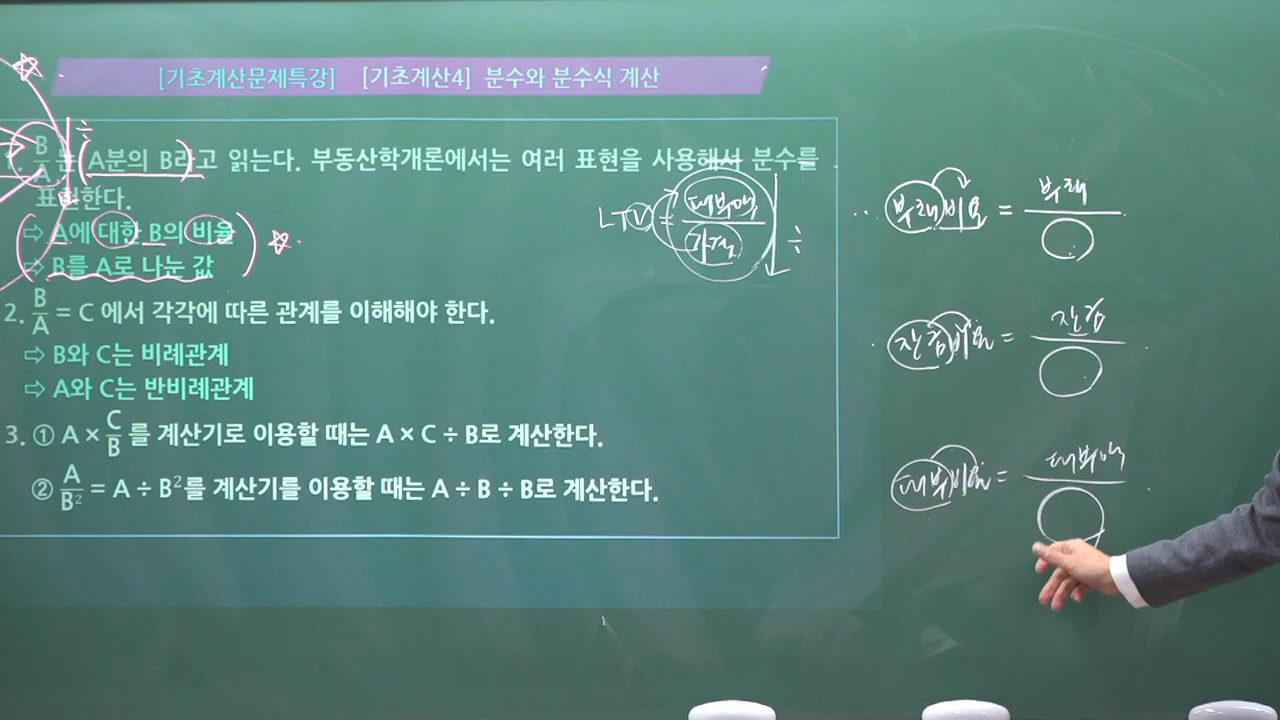 [기초계산문제특강] [기초계산4] 분수와 분수식 계산
1. B/A 는 (A분의 B)라고 읽는다. 부동산학개론에서는 여러 표현을 사용해서 분수를
표현한다.
⇨ A에 대한 B의 비율
⇨ B를 A로 나눈 값
2. B/A = C 에서 각각에 따른 관계를 이해해야 한다.
⇨ B와 C는 비례관계
⇨ A와 C는 반비례관계
3. ① A × C/B 를 계산기로 이용할 때는 A × C ÷ B로 계산한다.
② A/B² = A ÷ B²를 계산기를 이용할 때는 A ÷ B ÷ B로 계산한다.
÷
LTV = 대부액/가격 ÷
부채비율 = 부채/○
잔금비율 = 잔금/○
대부비율 = 대부액/○